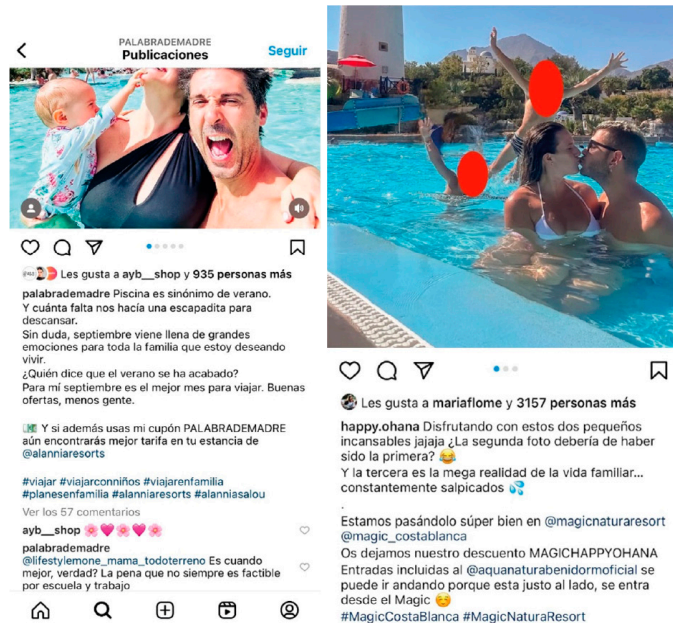 PALABRADEMADRE
Publicaciones
Seguir
Les gusta a ayb__shop y 935 personas más
palabrademadre Piscina es sinónimo de verano.
Y cuánta falta nos hacía una escapadita para
descansar.
Sin duda, septiembre viene llena de grandes
emociones para toda la familia que estoy deseando
vivir.
¿Quién dice que el verano se ha acabado?
Para mí septiembre es el mejor mes para viajar. Buenas
ofertas, menos gente.
Y si además usas mi cupón PALABRADEMADRE
aún encontrarás mejor tarifa en tu estancia de
@alanniaresorts
#viajar #viajarconniños #viajarenfamilia
#planesenfamilia #alanniaresorts #alanniasalou
Ver los 57 comentarios
ayb__shop 🌸💗🌸💗🌸
palabrademadre
@lifestylemone_mama_todoterreno Es cuando
mejor, verdad? La pena que no siempre es factible
por escuela y trabajo
Les gusta a mariaflome y 3157 personas más
happy.ohana Disfrutando con estos dos pequeños
incansables jajaja ¿La segunda foto debería de haber
sido la primera? 😂
Y la tercera es la mega realidad de la vida familiar...
constantemente salpicados 💦
.
Estamos pasándolo súper bien en @magicnaturaresort
@magic_costablanca
Os dejamos nuestro descuento MAGICHAPPYOHANA
Entradas incluidas al @aquanaturabenidormoficial se
puede ir andando porque esta justo al lado, se entra
desde el Magic ☺️
#MagicCostaBlanca #MagicNaturaResort